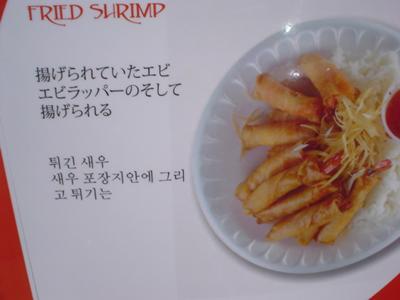 FRIED SHRIMP
揚げられていたエビ
エビラッパーのそして
揚げられる
튀긴 새우
새우 포장지안에 그리
고 튀기는